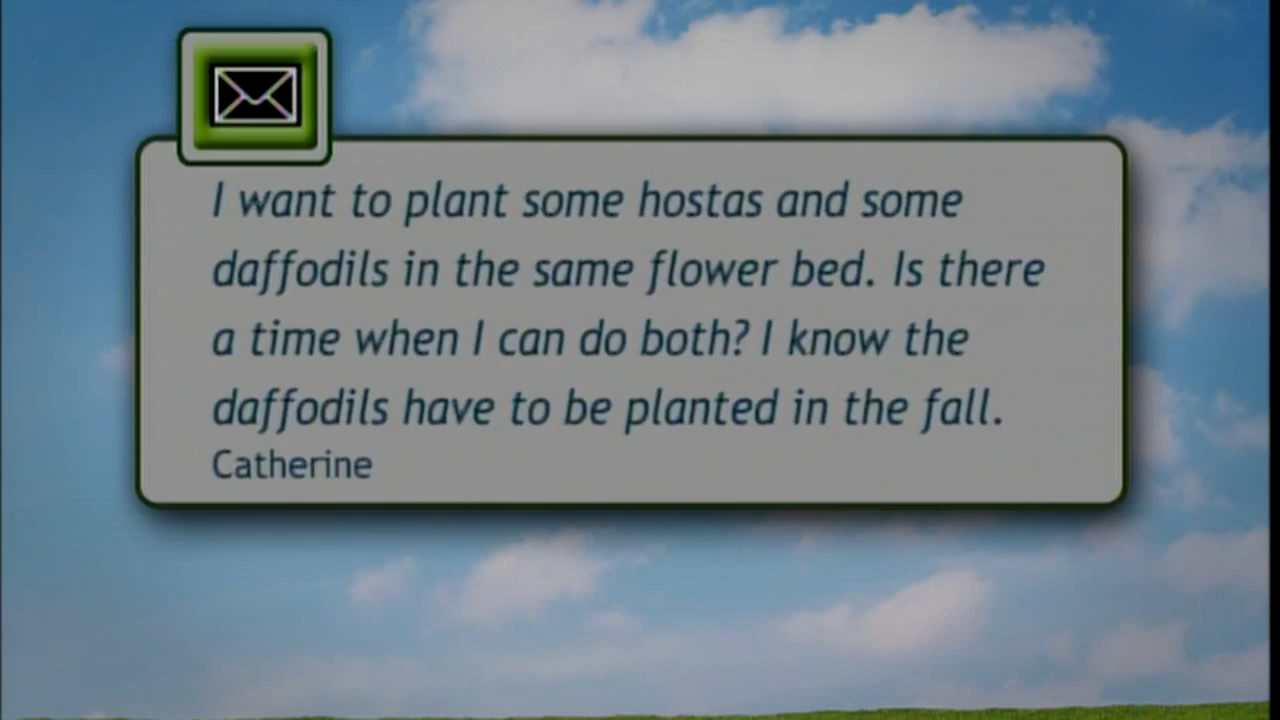 I want to plant some hostas and some
daffodils in the same flower bed. Is there
a time when I can do both? I know the
daffodils have to be planted in the fall.
Catherine